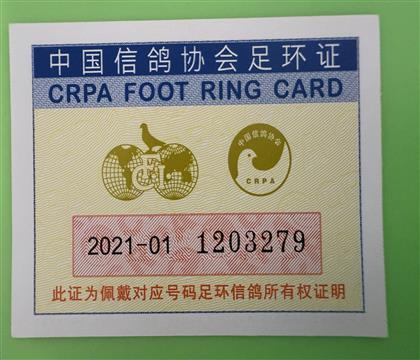 中国信鸽协会足环证
CRPA FOOT RING CARD
中国信鸽协会
CRPA
2021-01 1203279
此证为佩戴对应号码足环信鸽所有权证明